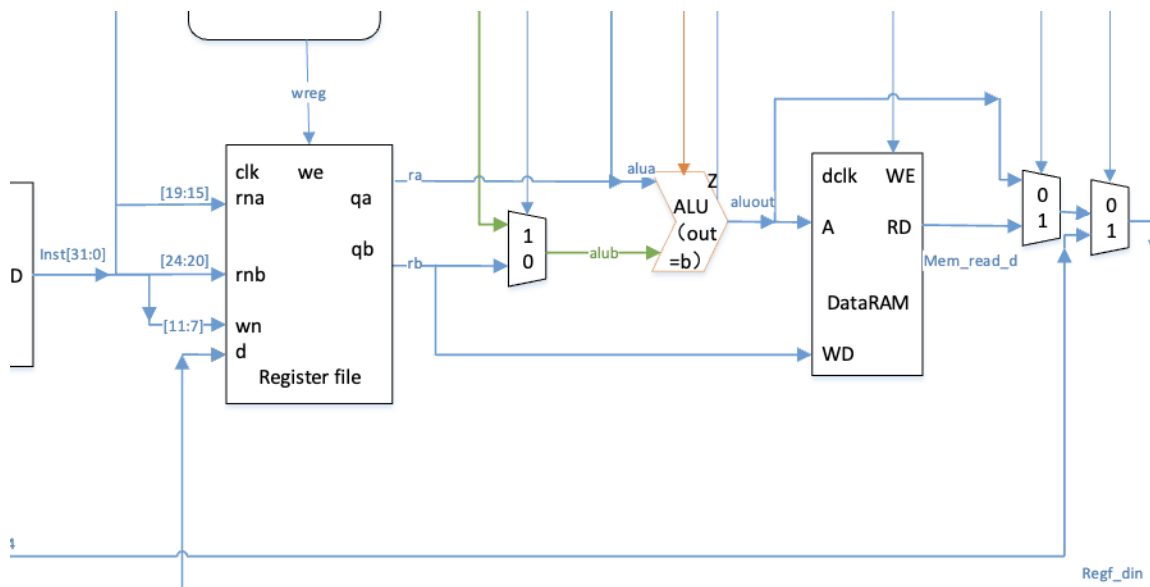 wreg
clk
we
rna
qa
qb
rnb
wn
d
Register file
[19:15]
[24:20]
[11:7]
Inst[31:0]
D
ra
rb
1
0
alua
alub
Z
ALU
（out
=b）
aluout
dclk
WE
A
RD
DataRAM
WD
Mem_read_d
0
1
0
1
4
Regf_din